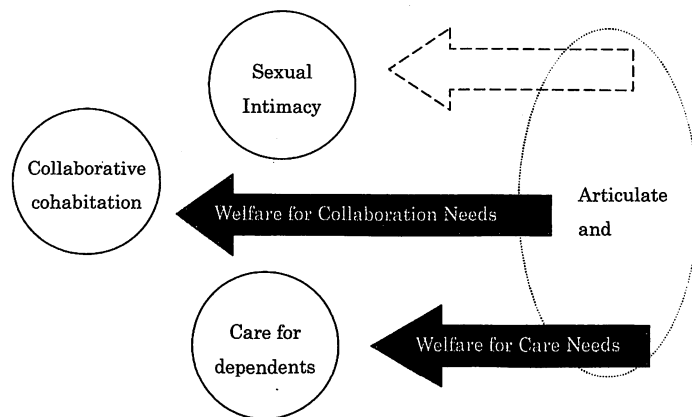 Sexual
Intimacy
Collaborative
cohabitation
Welfare for Collaboration Needs
Articulate
and
Care for
dependents
Welfare for Care Needs